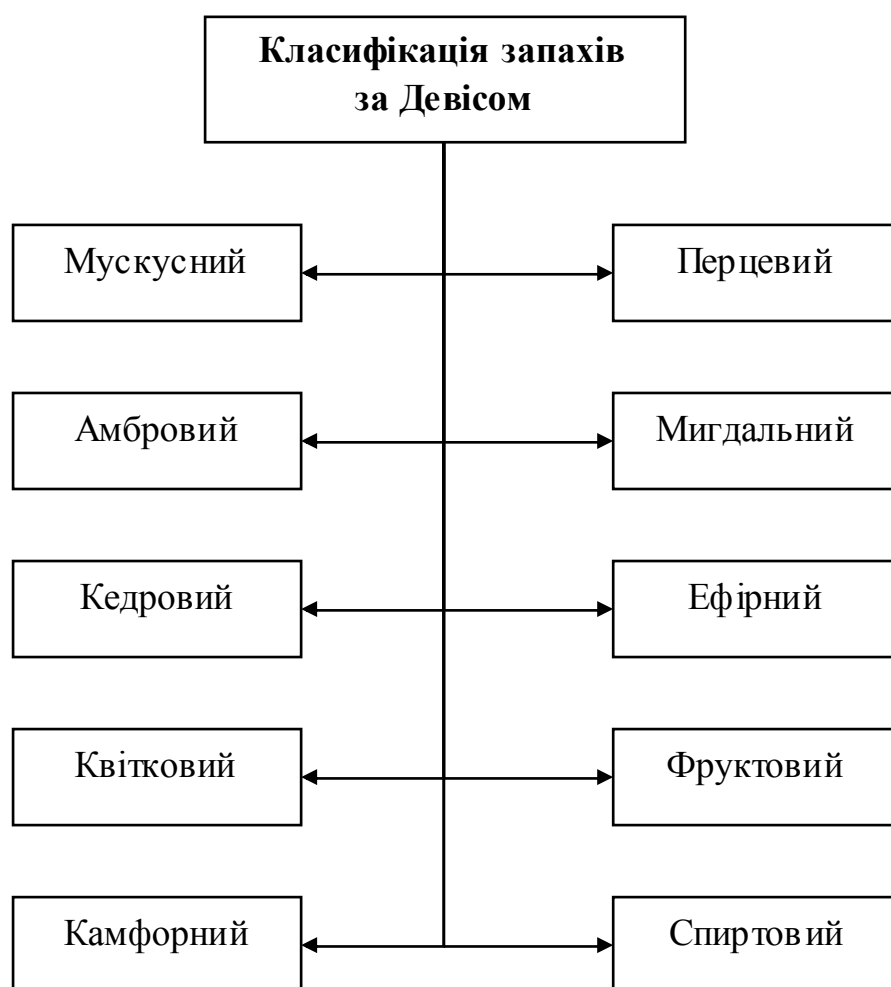 Класифікація запахів
за Девісом
Мускусний
Перцевий
Амбровий
Мигдальний
Кедровий
Ефірний
Квітковий
Фруктовий
Камфорний
Спиртовий